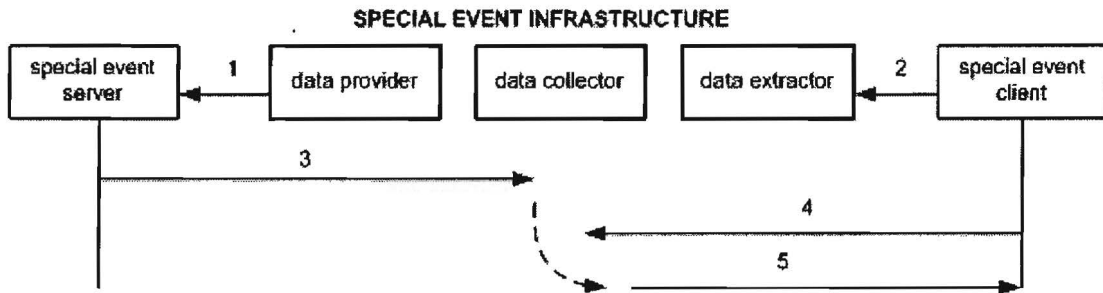 SPECIAL EVENT INFRASTRUCTURE
special event
server
1
data provider
data collector
data extractor
2
special event
client
3
4
5